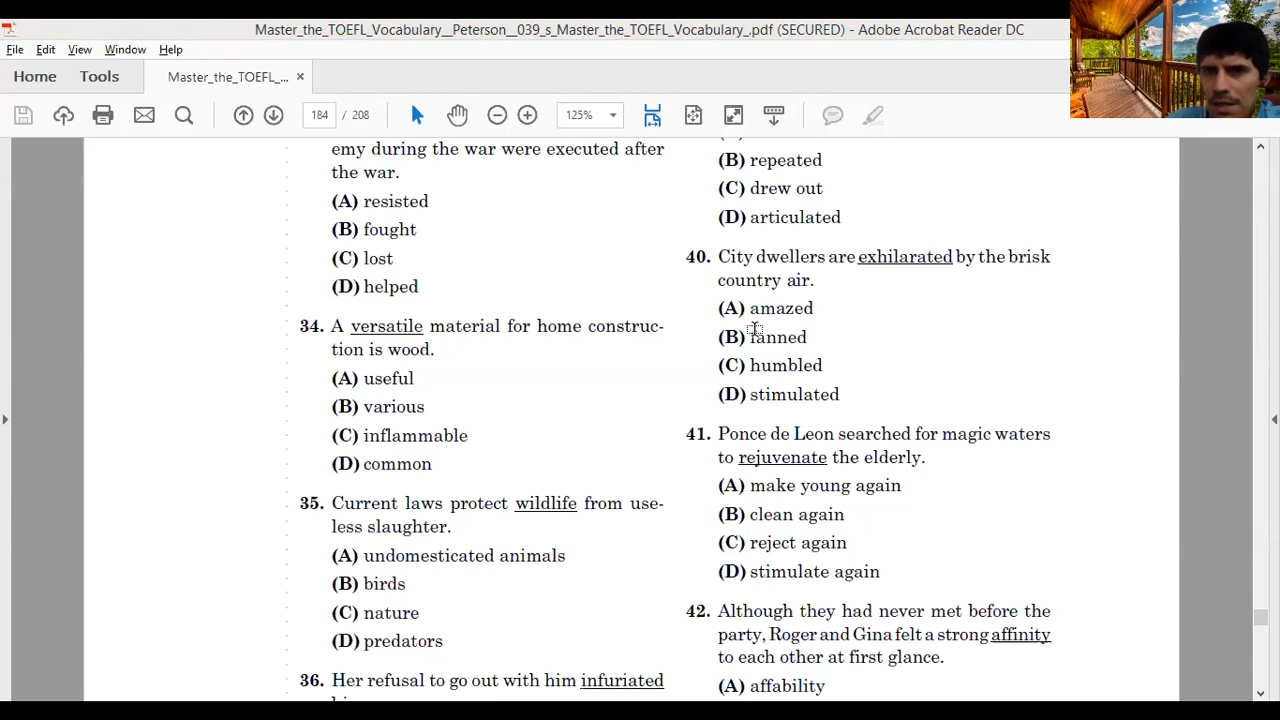 Master_the_TOEFL_Vocabulary__Peterson__039_s_Master_the_TOEFL_Vocabulary_.pdf (SECURED) - Adobe Acrobat Reader DC
File Edit View Window Help
Home Tools Master_the_TOEFL_... ×
184 / 208 125%
emy during the war were executed after
the war.
(A) resisted
(B) fought
(C) lost
(D) helped
34. A versatile material for home construc-
tion is wood.
(A) useful
(B) various
(C) inflammable
(D) common
35. Current laws protect wildlife from use-
less slaughter.
(A) undomesticated animals
(B) birds
(C) nature
(D) predators
36. Her refusal to go out with him infuriated
(B) repeated
(C) drew out
(D) articulated
40. City dwellers are exhilarated by the brisk
country air.
(A) amazed
(B) fanned
(C) humbled
(D) stimulated
41. Ponce de Leon searched for magic waters
to rejuvenate the elderly.
(A) make young again
(B) clean again
(C) reject again
(D) stimulate again
42. Although they had never met before the
party, Roger and Gina felt a strong affinity
to each other at first glance.
(A) affability